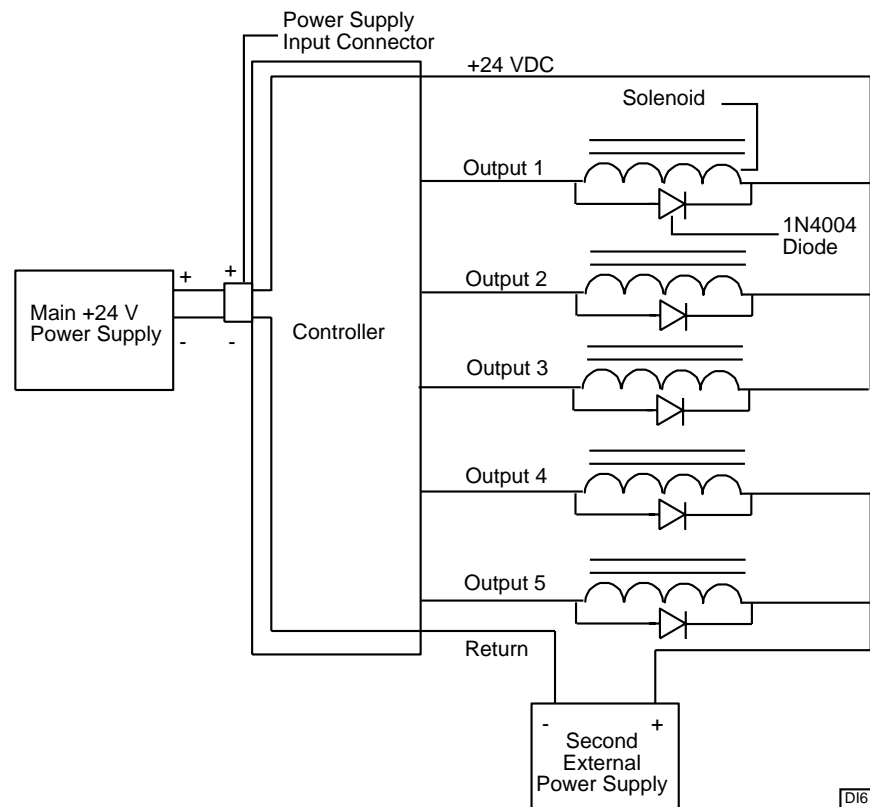 Power Supply
Input Connector
+24 VDC
Solenoid
Output 1
1N4004
Diode
+ +
Output 2
Main +24 V
Power Supply
Controller
- -
Output 3
Output 4
Output 5
Return
- +
Second
External
Power Supply
DI6